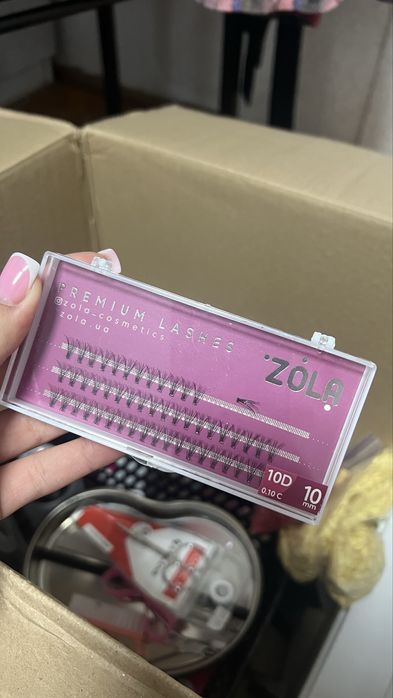 PREMIUM LASHES
zola_cosmetics
zola.ua
ZOLA
10D
0.10 C
10
mm